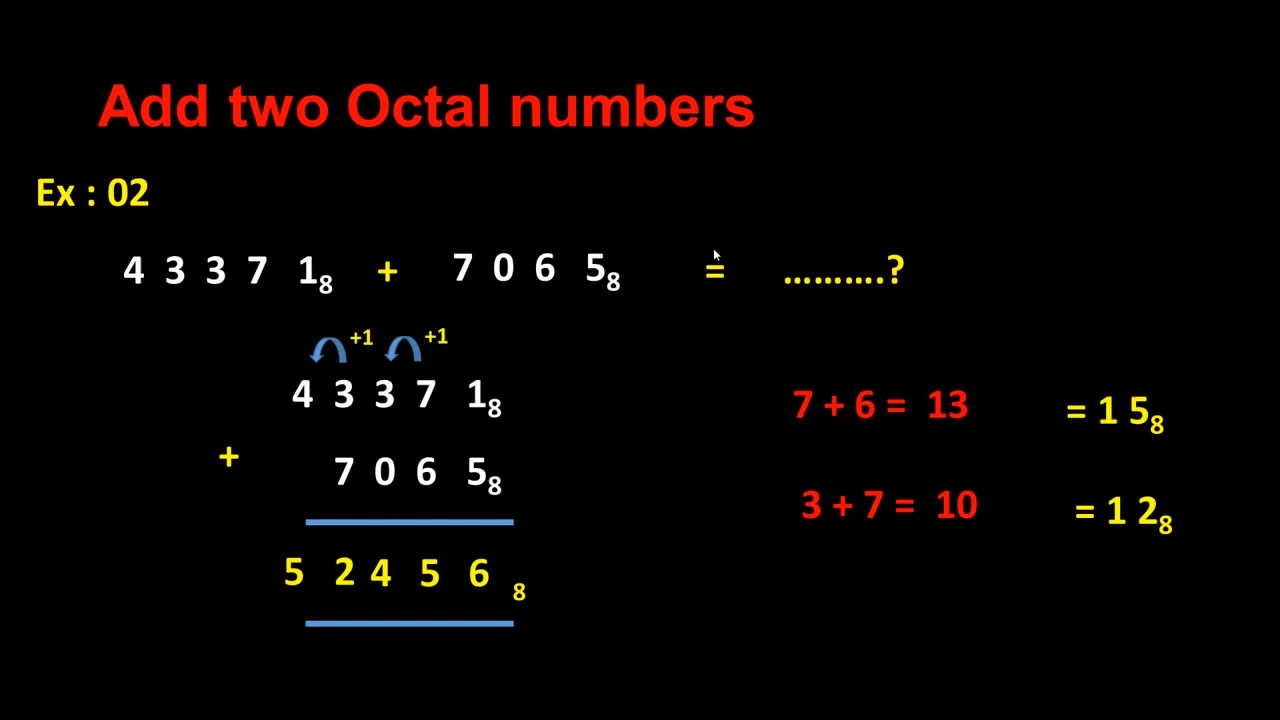 Add two Octal numbers
Ex : 02
4 3 3 7 1₈ + 7 0 6 5₈ = ……….?
+1 +1
4 3 3 7 1₈
7 + 6 = 13 = 1 5₈
+ 7 0 6 5₈
3 + 7 = 10 = 1 2₈
5 2 4 5 6 ₈